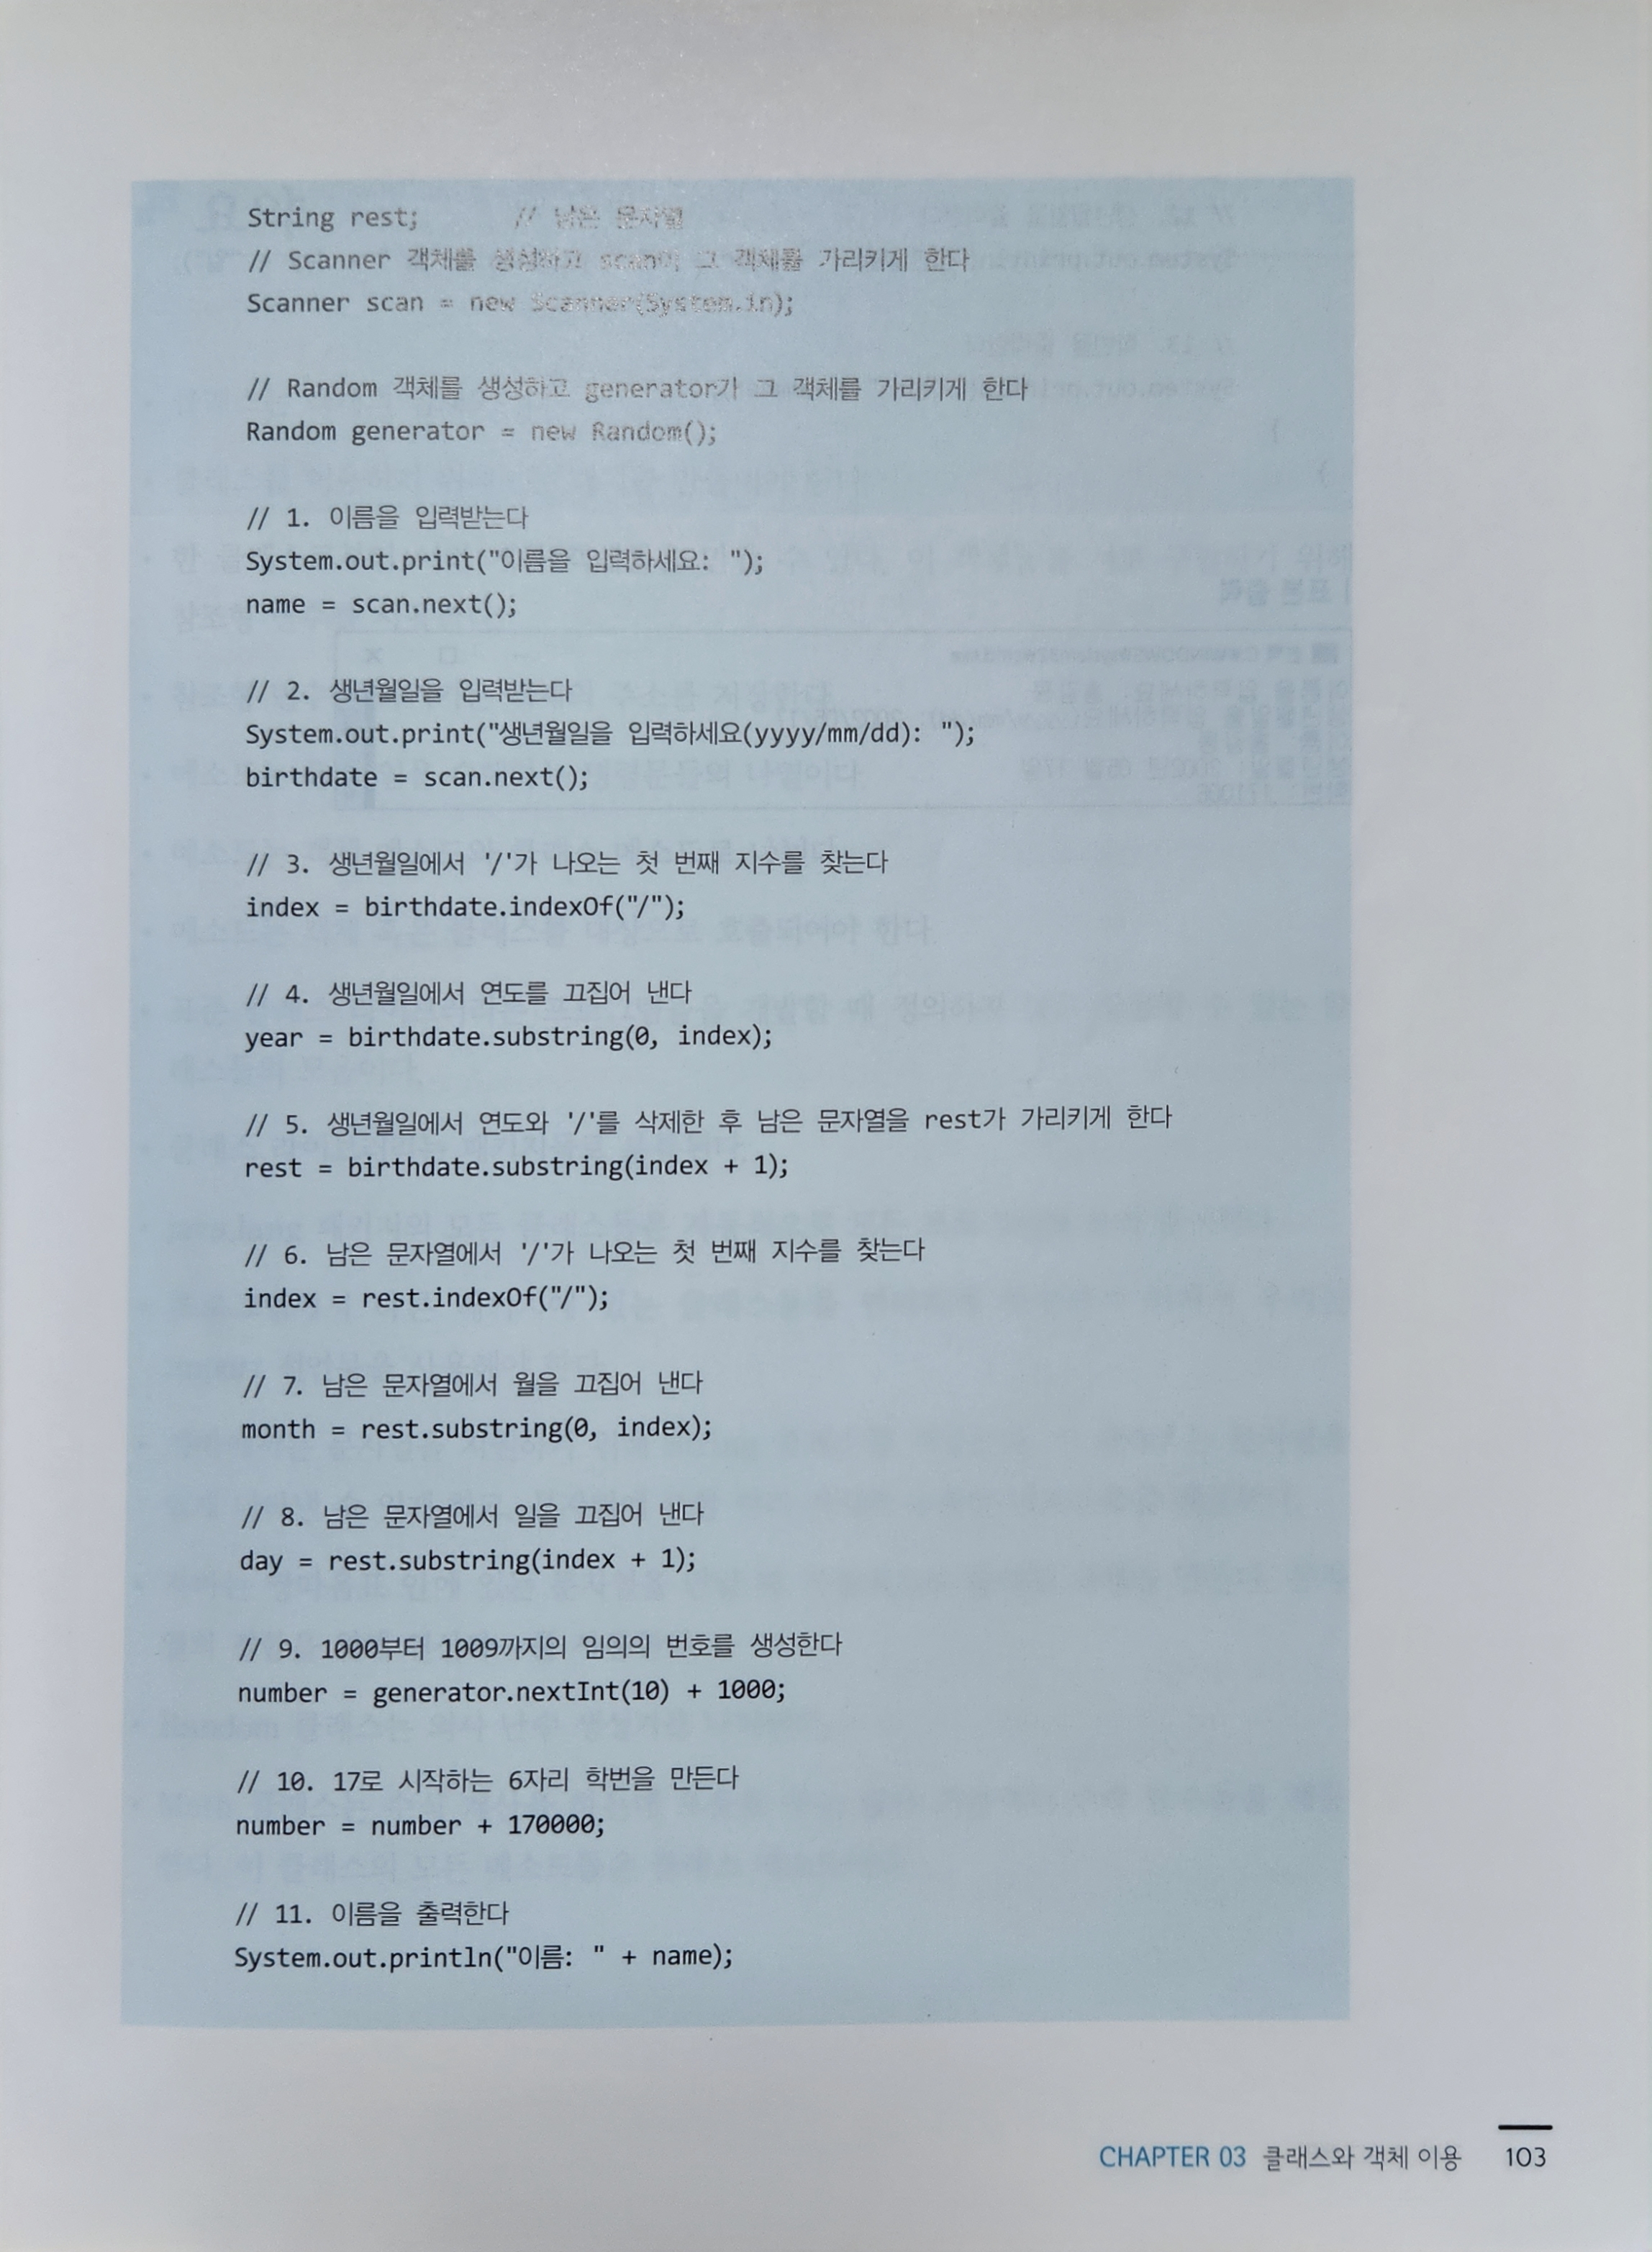 String rest;      // 남은 문자열
// Scanner 객체를 생성하고 scan이 그 객체를 가리키게 한다
Scanner scan = new Scanner(System.in);
// Random 객체를 생성하고 generator가 그 객체를 가리키게 한다
Random generator = new Random();
// 1. 이름을 입력받는다
System.out.print("이름을 입력하세요: ");
name = scan.next();
// 2. 생년월일을 입력받는다
System.out.print("생년월일을 입력하세요(yyyy/mm/dd): ");
birthdate = scan.next();
// 3. 생년월일에서 '/'가 나오는 첫 번째 지수를 찾는다
index = birthdate.indexOf("/");
// 4. 생년월일에서 연도를 끄집어 낸다
year = birthdate.substring(0, index);
// 5. 생년월일에서 연도와 '/'를 삭제한 후 남은 문자열을 rest가 가리키게 한다
rest = birthdate.substring(index + 1);
// 6. 남은 문자열에서 '/'가 나오는 첫 번째 지수를 찾는다
index = rest.indexOf("/");
// 7. 남은 문자열에서 월을 끄집어 낸다
month = rest.substring(0, index);
// 8. 남은 문자열에서 일을 끄집어 낸다
day = rest.substring(index + 1);
// 9. 1000부터 1009까지의 임의의 번호를 생성한다
number = generator.nextInt(10) + 1000;
// 10. 17로 시작하는 6자리 학번을 만든다
number = number + 170000;
// 11. 이름을 출력한다
System.out.println("이름: " + name);
CHAPTER 03 클래스와 객체 이용 103